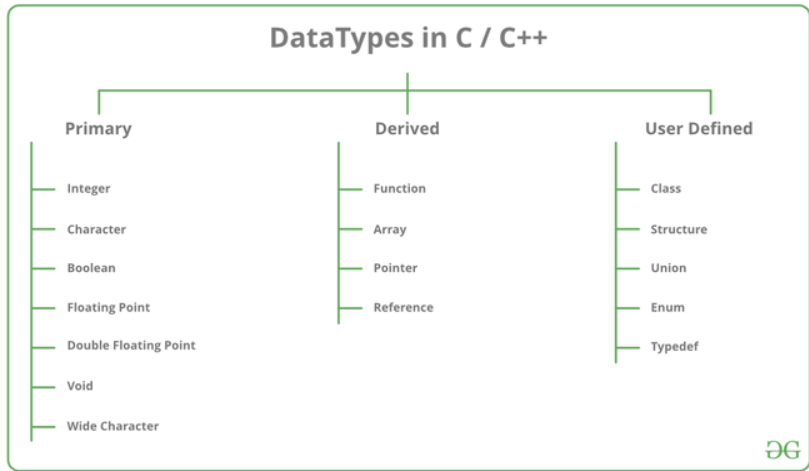 DataTypes in C / C++
Primary
Integer
Character
Boolean
Floating Point
Double Floating Point
Void
Wide Character
Derived
Function
Array
Pointer
Reference
User Defined
Class
Structure
Union
Enum
Typedef